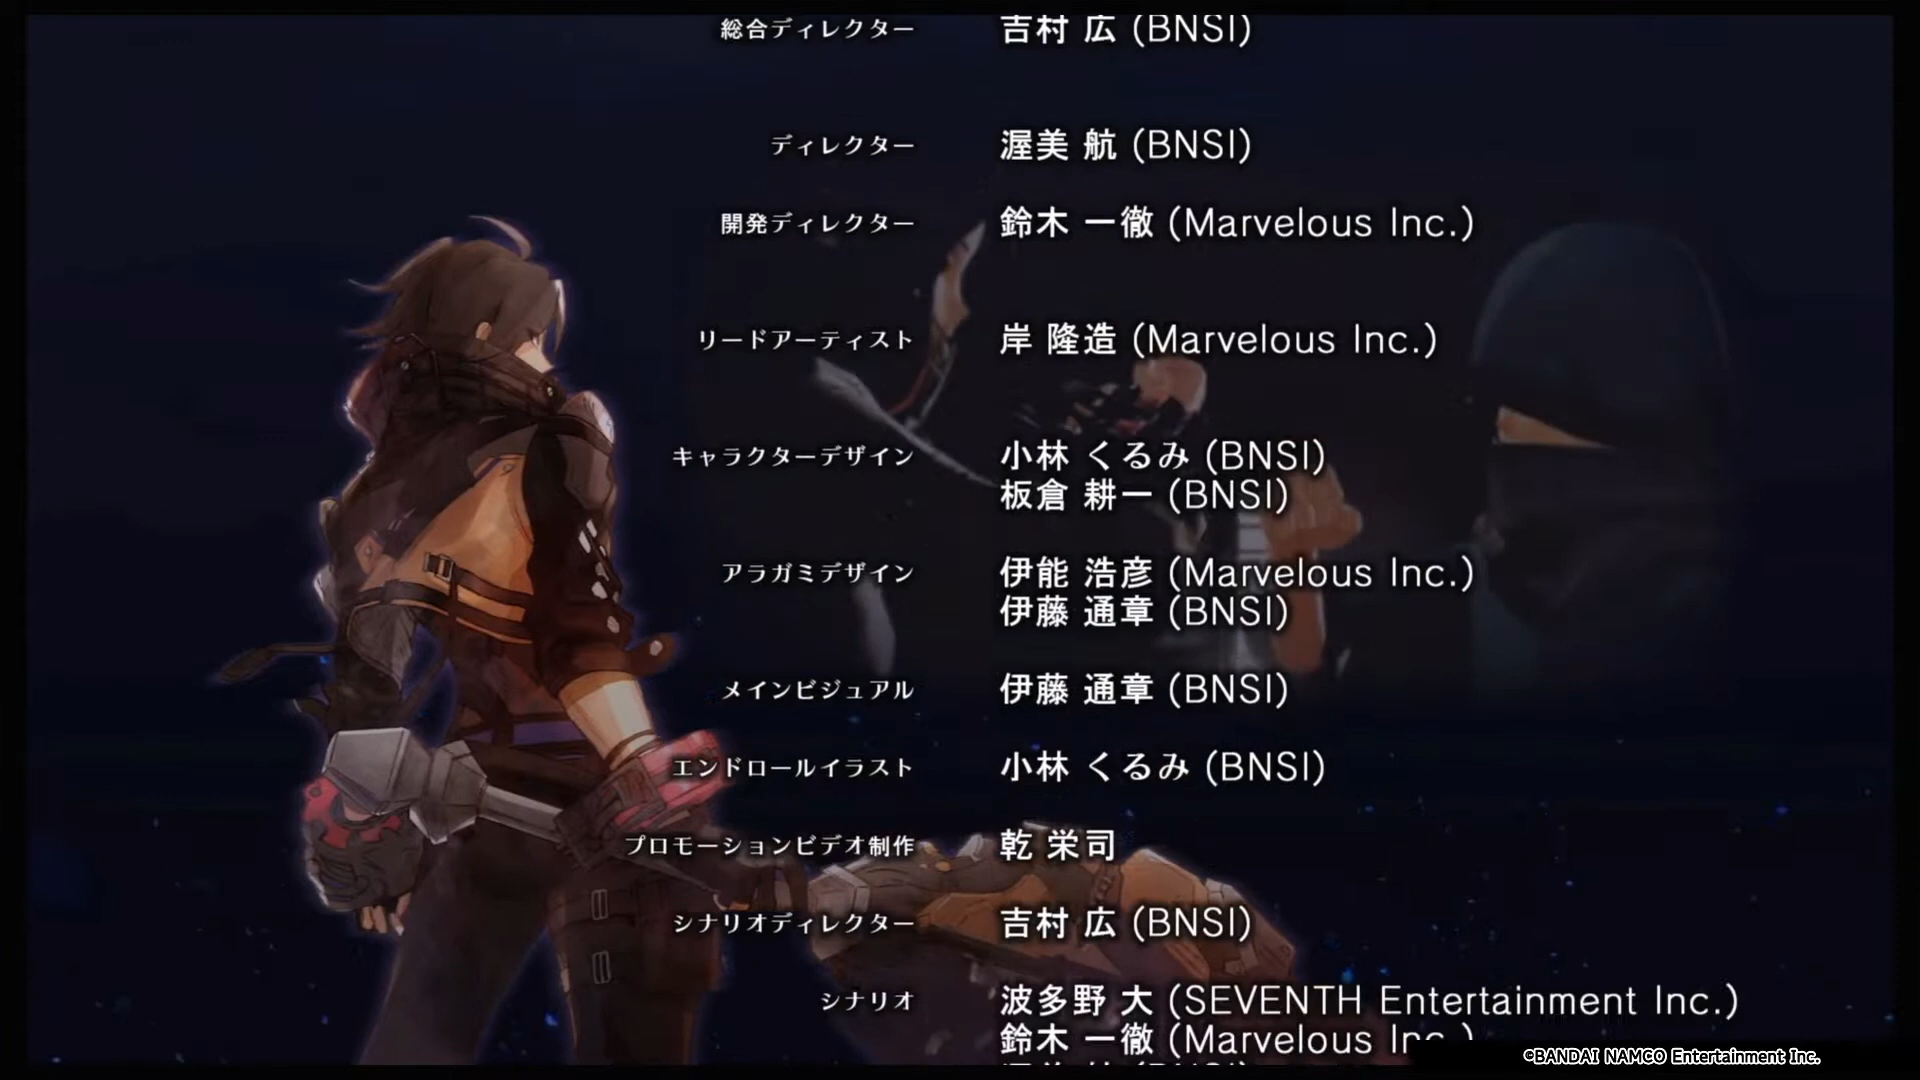 総合ディレクター 吉村 広 (BNSI)
ディレクター 渥美 航 (BNSI)
開発ディレクター 鈴木 一徹 (Marvelous Inc.)
リードアーティスト 岸 隆造 (Marvelous Inc.)
キャラクターデザイン 小林 くるみ (BNSI)
板倉 耕一 (BNSI)
アラガミデザイン 伊能 浩彦 (Marvelous Inc.)
伊藤 通章 (BNSI)
メインビジュアル 伊藤 通章 (BNSI)
エンドロールイラスト 小林 くるみ (BNSI)
プロモーションビデオ制作 乾 栄司
シナリオディレクター 吉村 広 (BNSI)
シナリオ 波多野 大 (SEVENTH Entertainment Inc.)
鈴木 一徹 (Marvelous Inc.)
©BANDAI NAMCO Entertainment Inc.